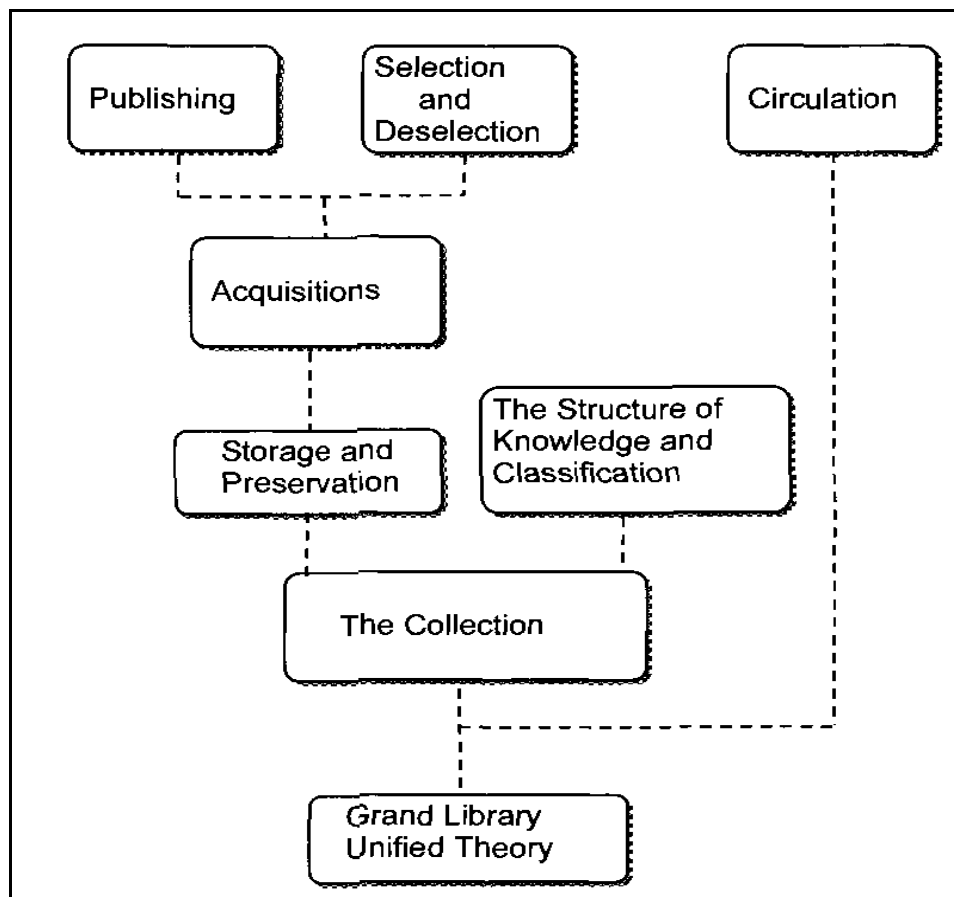 Publishing
Selection
and
Deselection
Circulation
Acquisitions
Storage and
Preservation
The Structure of
Knowledge and
Classification
The Collection
Grand Library
Unified Theory